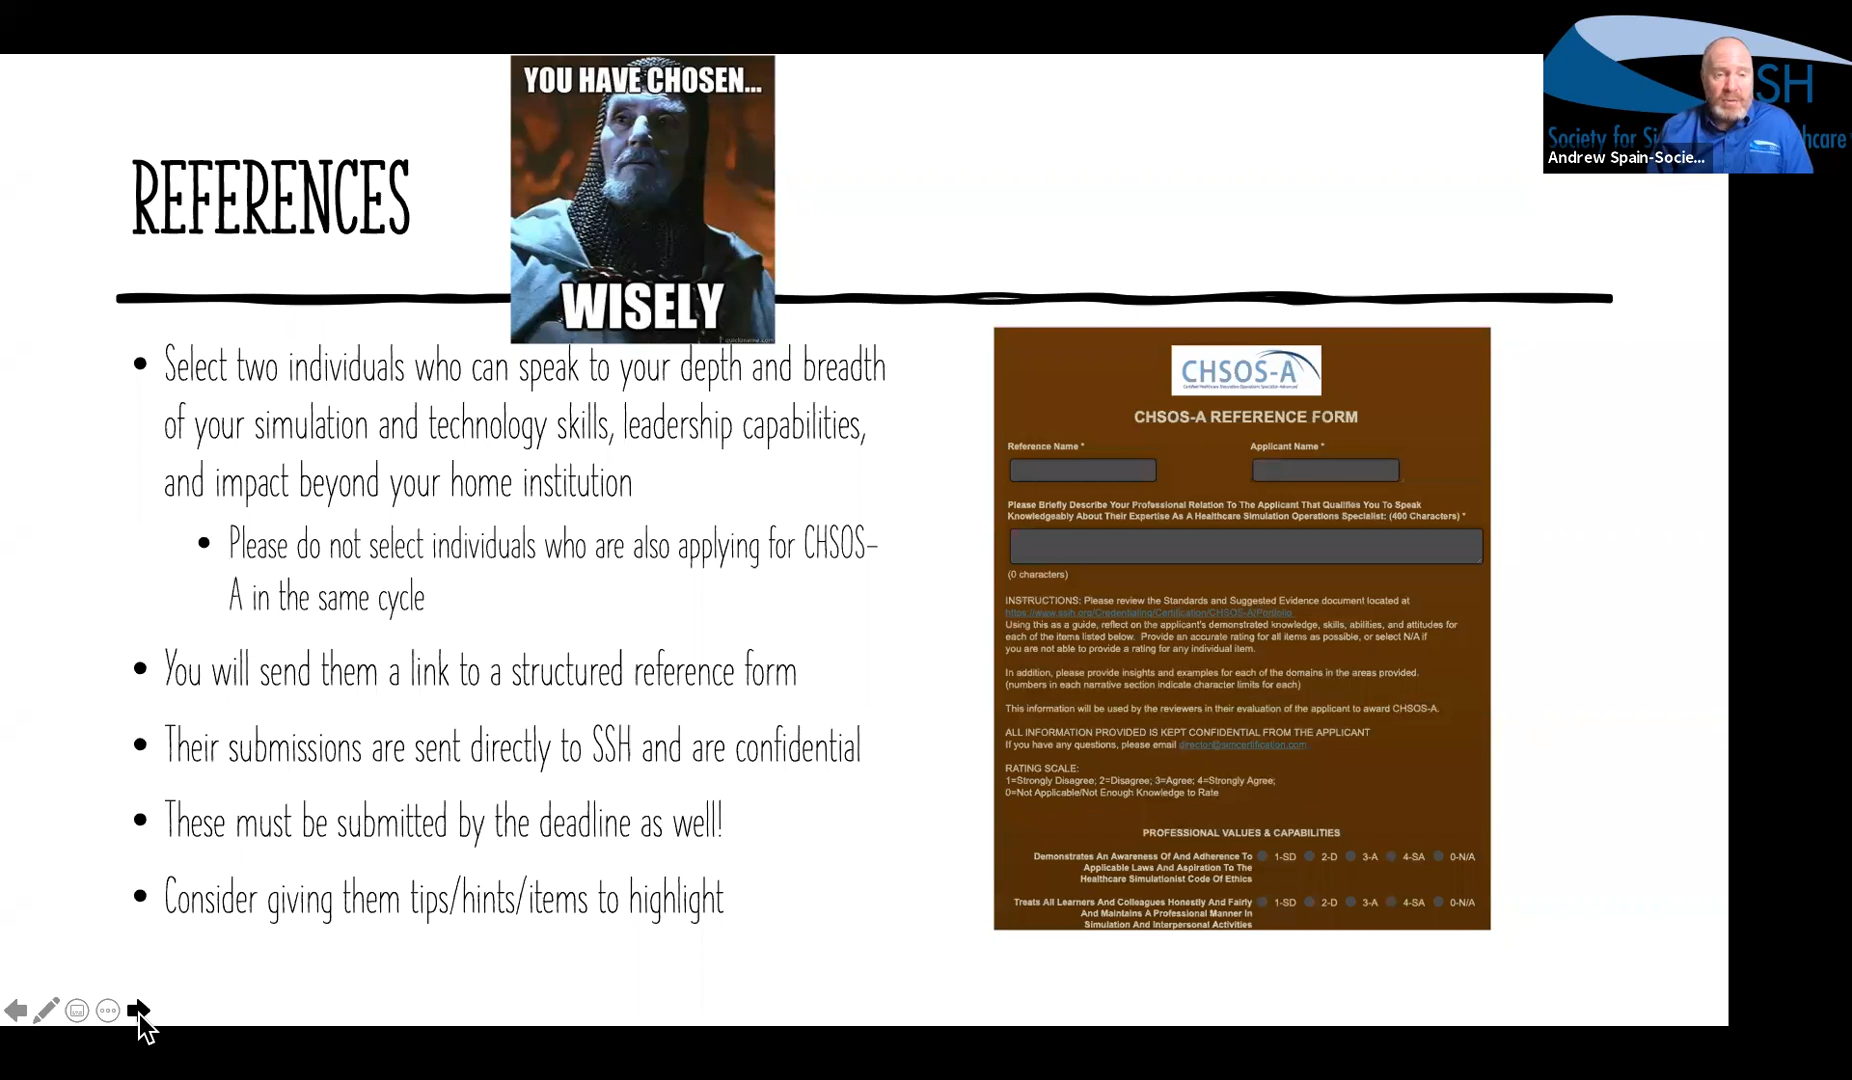 YOU HAVE CHOSEN...
WISELY
SH
Society for Si
hcare
Andrew Spain-Socie...
REFERENCES
• Select two individuals who can speak to your depth and breadth
of your simulation and technology skills, leadership capabilities,
and impact beyond your home institution
• Please do not select individuals who are also applying for CHSOS-
A in the same cycle
• You will send them a link to a structured reference form
• Their submissions are sent directly to SSH and are confidential
• These must be submitted by the deadline as well!
• Consider giving them tips/hints/items to highlight
CHSOS-A
Certified Healthcare Simulation Operations Specialist-Advanced
CHSOS-A REFERENCE FORM
Reference Name * Applicant Name *
Please Briefly Describe Your Professional Relation To The Applicant That Qualifies You To Speak
Knowledgeably About Their Expertise As A Healthcare Simulation Operations Specialist: (400 Characters) *
(0 characters)
INSTRUCTIONS: Please review the Standards and Suggested Evidence document located at
https://www.ssih.org/Credentialing/Certification/CHSOS-A/Portfolio
Using this as a guide, reflect on the applicant's demonstrated knowledge, skills, abilities, and attitudes for
each of the items listed below. Provide an accurate rating for all items as possible, or select N/A if
you are not able to provide a rating for any individual item.
In addition, please provide insights and examples for each of the domains in the areas provided.
(numbers in each narrative section indicate character limits for each)
This information will be used by the reviewers in their evaluation of the applicant to award CHSOS-A.
ALL INFORMATION PROVIDED IS KEPT CONFIDENTIAL FROM THE APPLICANT
If you have any questions, please email director@simcertification.com.
RATING SCALE:
1=Strongly Disagree; 2=Disagree; 3=Agree; 4=Strongly Agree;
0=Not Applicable/Not Enough Knowledge to Rate
PROFESSIONAL VALUES & CAPABILITIES
Demonstrates An Awareness Of And Adherence To 1-SD 2-D 3-A 4-SA 0-N/A
Applicable Laws And Aspiration To The
Healthcare Simulationist Code Of Ethics
Treats All Learners And Colleagues Honestly And Fairly 1-SD 2-D 3-A 4-SA 0-N/A
And Maintains A Professional Manner In
Simulation And Interpersonal Activities